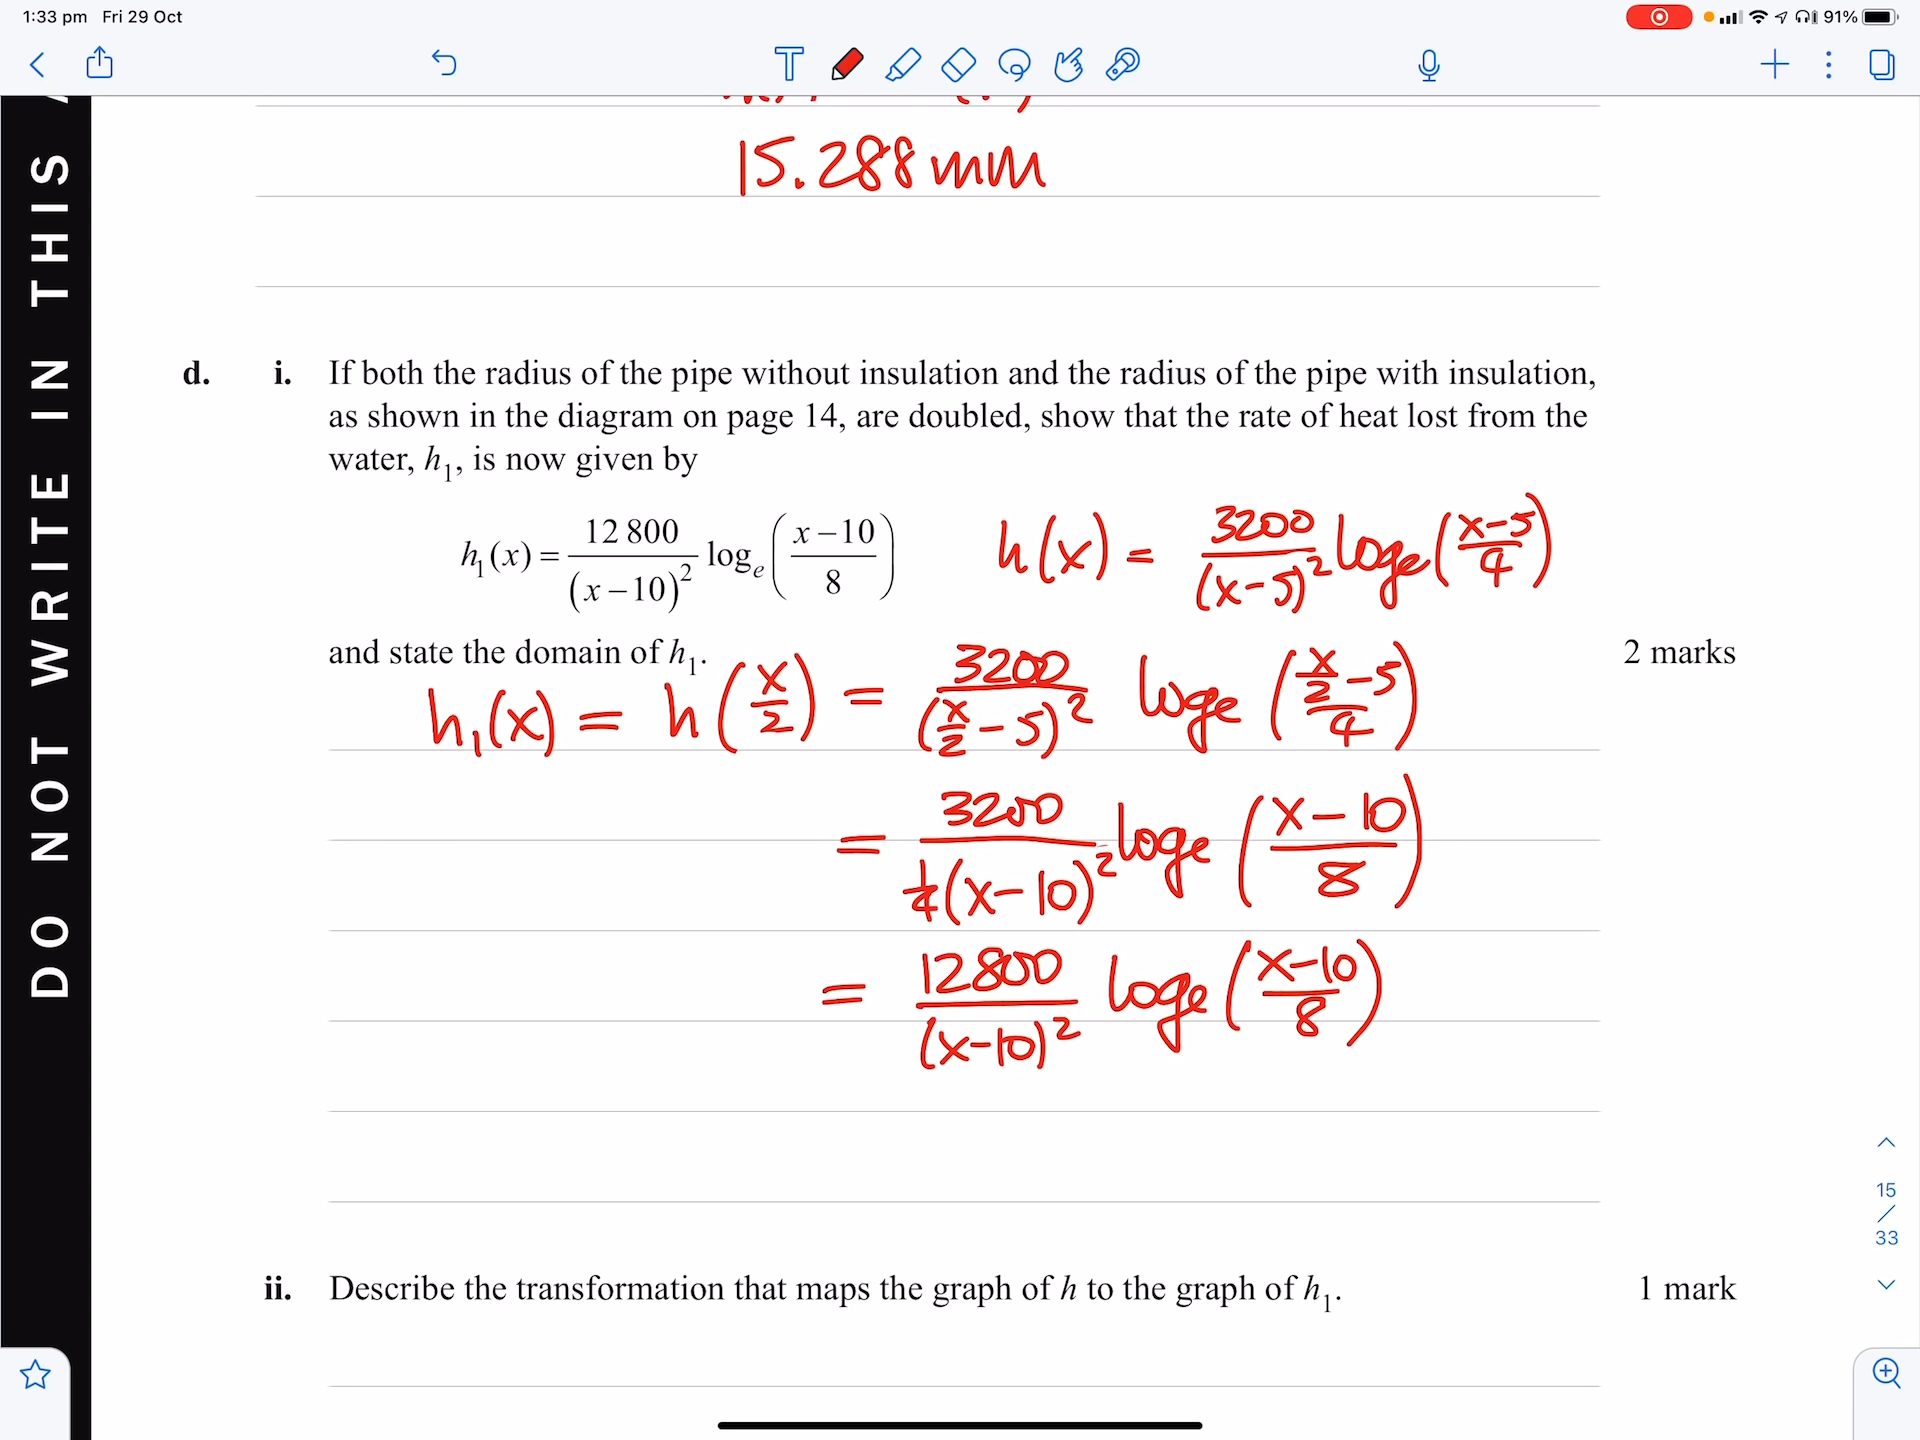 1:33 pm Fri 29 Oct
91%
DO NOT WRITE IN THIS
15.288mm
d. i. If both the radius of the pipe without insulation and the radius of the pipe with insulation,
as shown in the diagram on page 14, are doubled, show that the rate of heat lost from the
water, h₁, is now given by
h₁(x) = 12 800 / (x – 10)² logₑ((x – 10) / 8)
h(x) = 3200 / (x-5)² logₑ((x-5) / 4)
and state the domain of h₁.
2 marks
h₁(x) = h(x/2) = 3200 / (x/2 - 5)² logₑ((x/2 - 5) / 4)
= 3200 / ¼(x-10)² logₑ((x-10) / 8)
= 12800 / (x-10)² logₑ((x-10) / 8)
15
/
33
ii. Describe the transformation that maps the graph of h to the graph of h₁.
1 mark